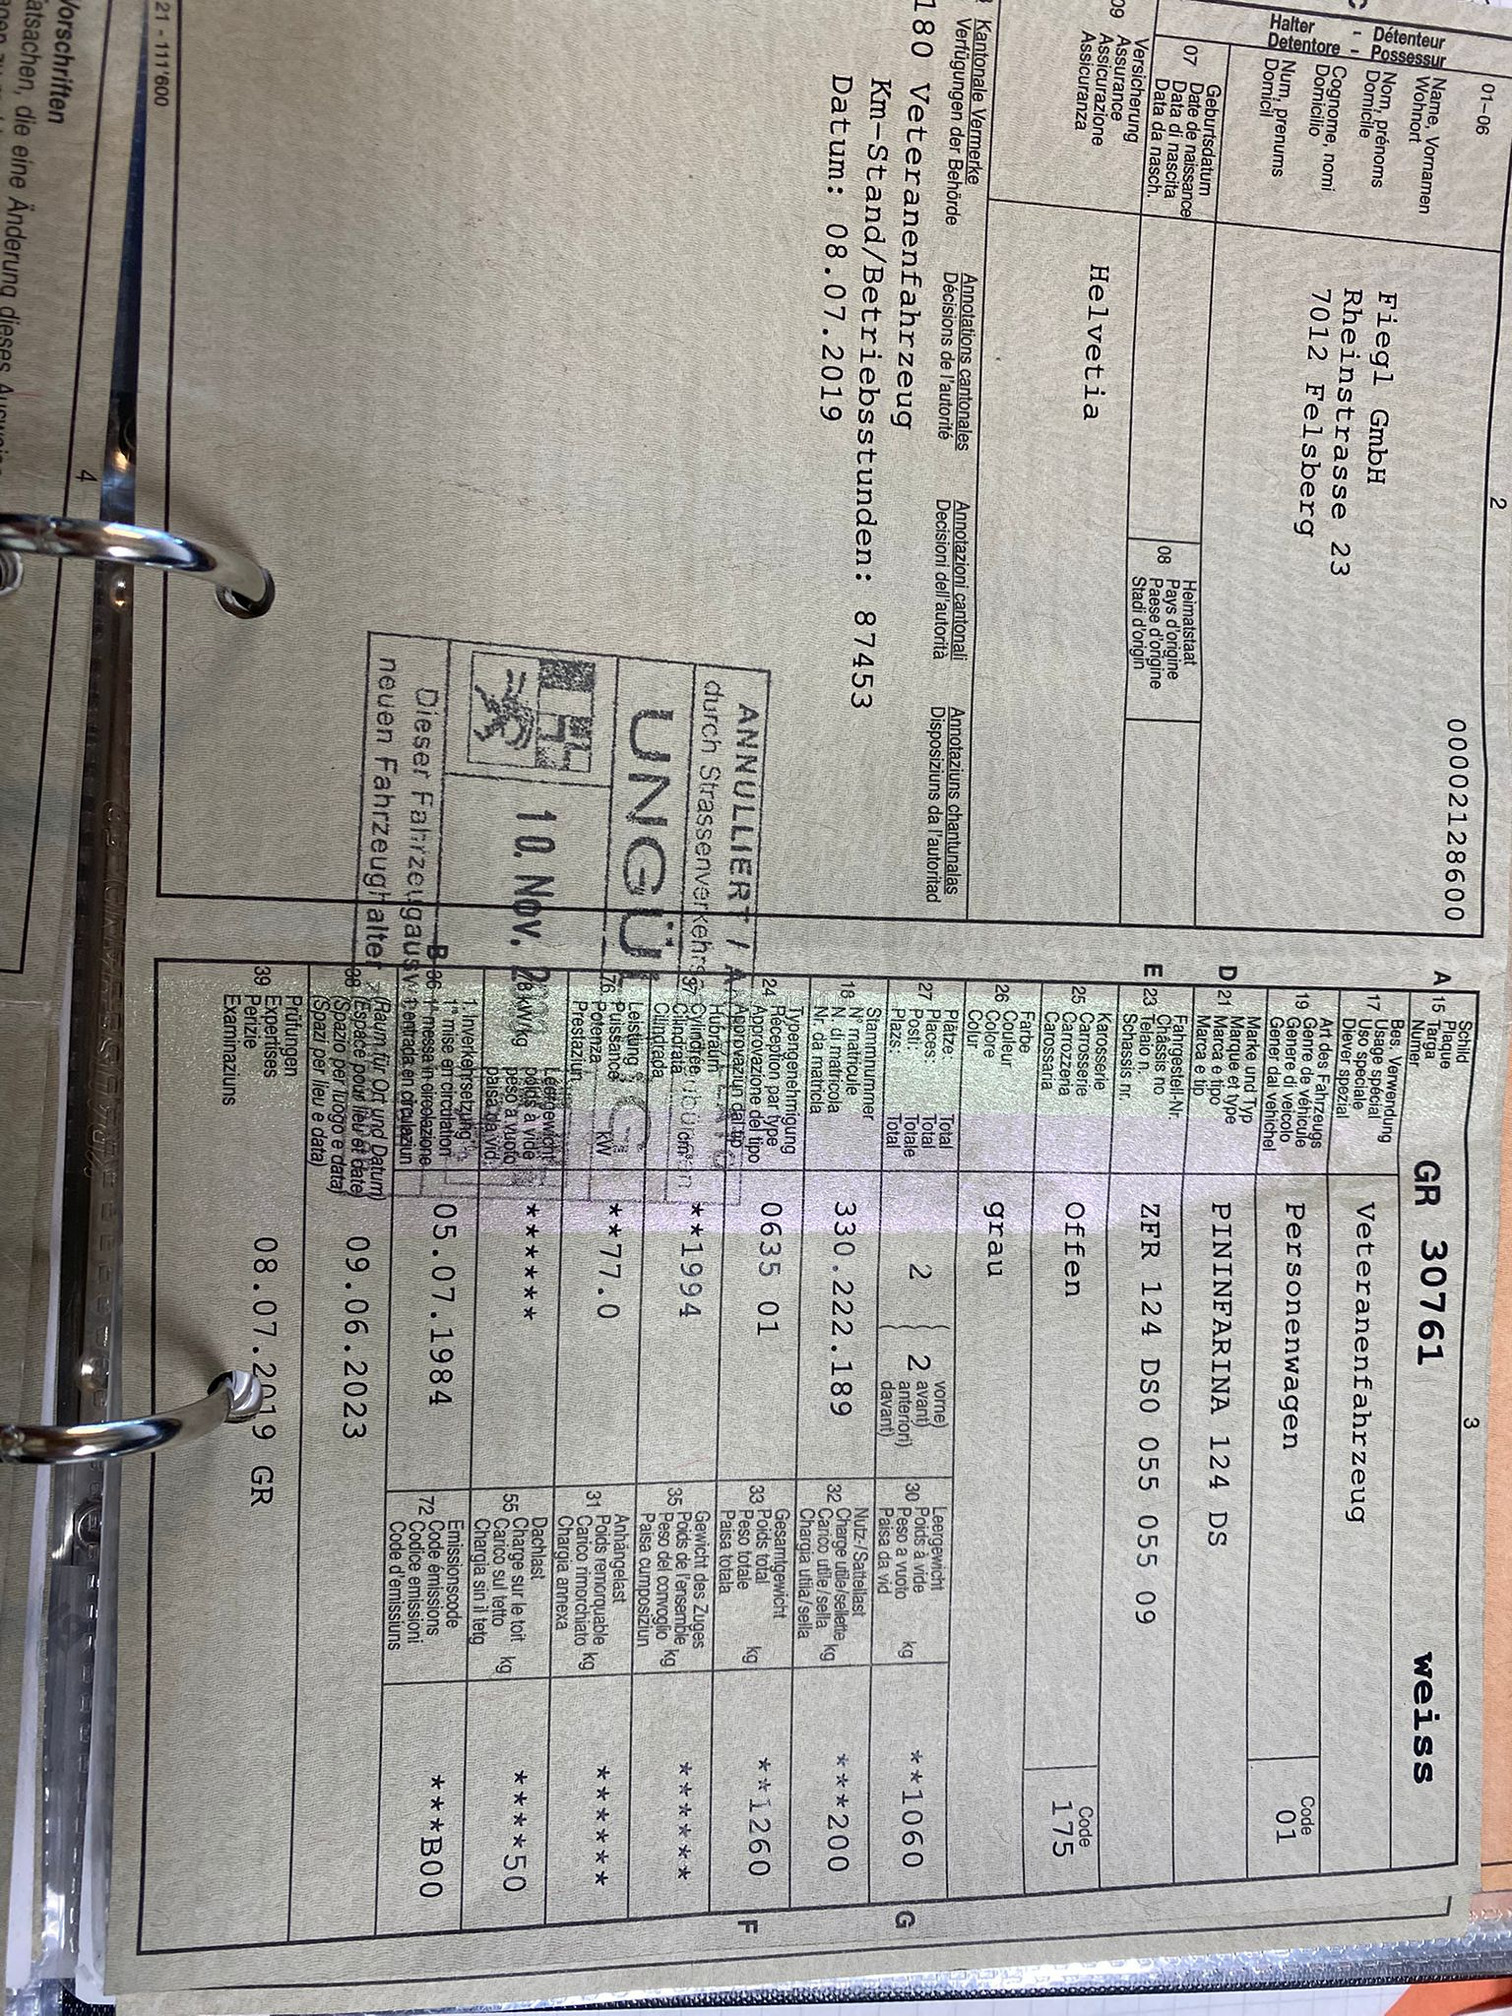 2
01–06
00002128600
Halter - Détenteur
Detentore - Possessur
Name, Vornamen
Wohnort
Nom, prénoms
Domicile
Cognome, nomi
Domicilio
Num, prenums
Domicil
Fiegl GmbH
Rheinstrasse 23
7012 Felsberg
07 Geburtsdatum
Date de naissance
Data di nascita
Data da nasch.
08 Heimatstaat
Pays d'origine
Paese d'origine
Stadi d'origin
09 Versicherung
Assurance
Assicurazione
Assicuranza
Helvetia
Kantonale Vermerke
Verfügungen der Behörde
Annotations cantonales
Décisions de l'autorité
Annotazioni cantonali
Decisioni dell'autorità
Annotaziuns chantunalas
Disposiziuns da l'autoritad
180 Veteranenfahrzeug
Km–Stand/Betriebsstunden: 87453
Datum: 08.07.2019
ANNULLIERT /
durch Strassenverkehrs
UNGÜ
10. Nov. 2
Dieser Fahrzeugausw
neuen Fahrzeughalter
21 - 111'600
3
A 15 Schild
Plaque
Targa
Numer
GR 30761 weiss
17 Bes. Verwendung
Usage spécial
Uso speciale
Diever spezial
Veteranenfahrzeug
19 Art des Fahrzeugs
Genre de véhicule
Genere di veicolo
Gener dal vehichel
Personenwagen
Code
01
D 21 Marke und Typ
Marque et type
Marca e tipo
Marca e tip
PININFARINA 124 DS
E 23 Fahrgestell-Nr.
Châssis no
Telaio n.
Schassis nr.
ZFR 124 DS0 055 055 09
25 Karosserie
Carrosserie
Carrozzeria
Carossaria
Offen
Code
175
26 Farbe
Couleur
Colore
Colur
grau
27 Plätze: Total
Places: Total
Posti: Totale
Plazs: Total
2 2
vorne)
avant)
anteriori)
davant)
30 Leergewicht
Poids à vide
Peso a vuoto kg
Paisa da vid
**1060 G
18 Stammnummer
N° matricule
N. di matricola
Nr. da matricla
330.222.189
32 Nutz-/Sattellast
Charge utile/sellette
Carico utile/sella kg
Chargia utila/sella
***200
24 Typengenehmigung
Réception par type
Approvazione del tipo
Approvaziun dal tip
0635 01
33 Gesamtgewicht
Poids total
Peso totale kg
Paisa totala
**1260 F
37 Hubraum
Cylindrée
Cilindrata cm³
Cilindrada
**1994
35 Gewicht des Zuges
Poids de l'ensemble
Peso del convoglio kg
Paisa cumposiziun
******
76 Leistung
Puissance
Potenza kW
Prestaziun
**77.0
31 Anhängelast
Poids remorquable
Carico rimorchiato kg
Chargia annexa
******
78 kW/kg Leergewicht
poids à vide
peso a vuoto
paisa da vid
******
55 Dachlast
Charge sur le toit
Carico sul tetto kg
Chargia sin il tetg
****50
B 36 1. Inverkehrsetzung
1re mise en circulation
1a messa in circolazione
1. entrada en circulaziun
05.07.1984
72 Emissionscode
Code émissions
Codice emissioni
Code d'emissiuns
***B00
38 (Raum für Ort und Datum)
(Espace pour lieu et date)
(Spazio per luogo e data)
(Spazi per lieu e data)
09.06.2023
39 Prüfungen
Expertises
Perizie
Examinaziuns
08.07.2019 GR
4
Vorschriften
atsachen, die eine Änderung dieses